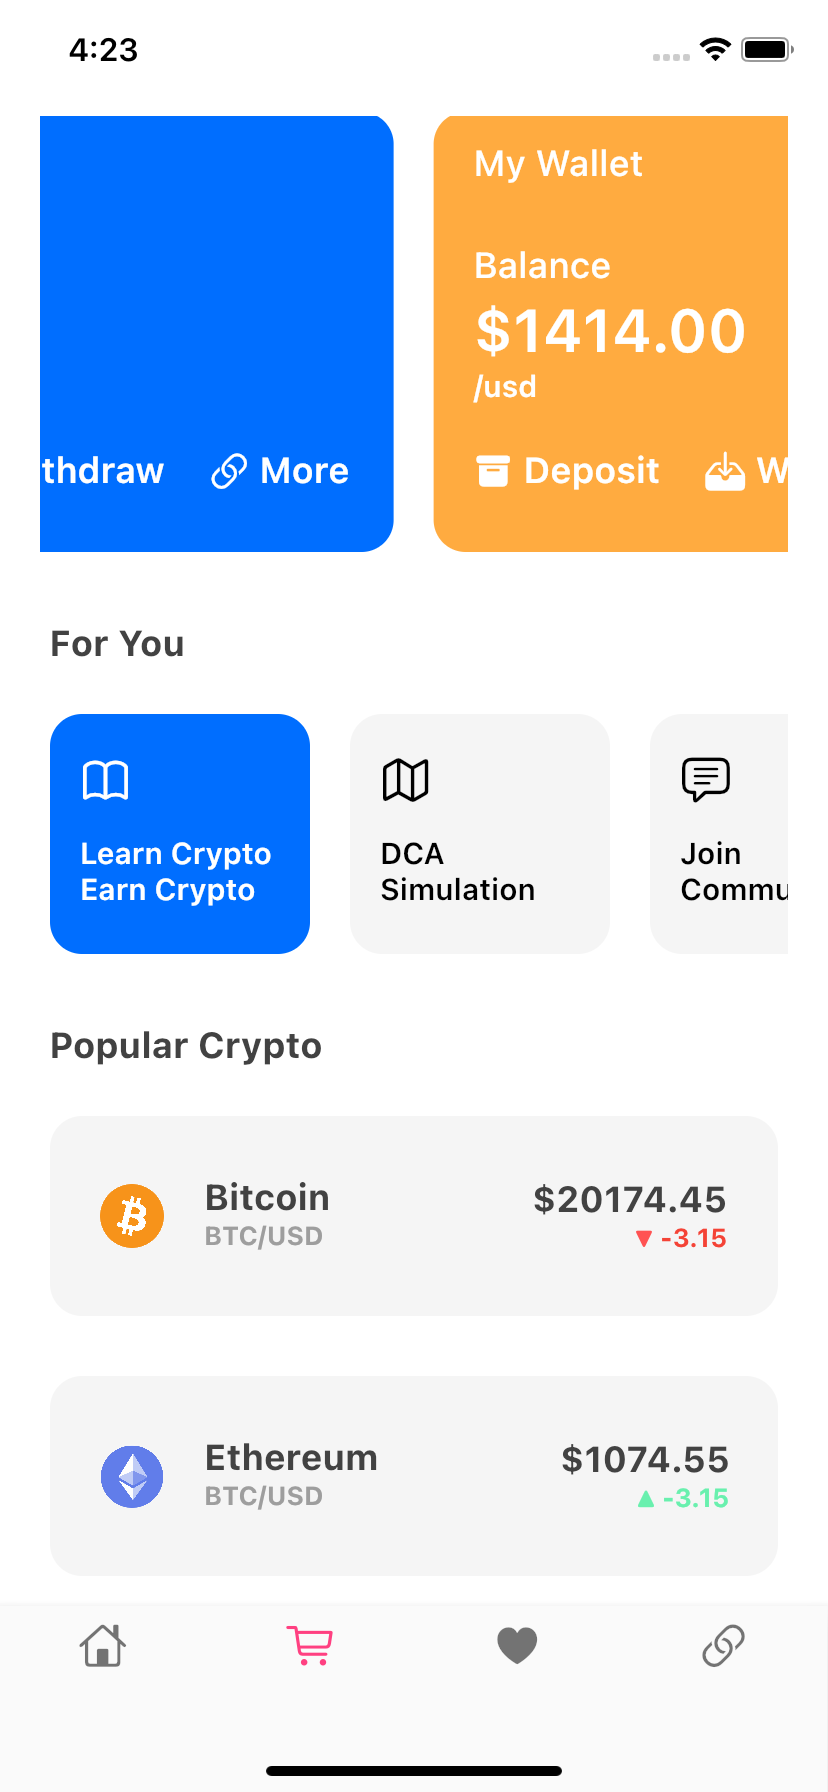 4:23
thdraw
More
My Wallet
Balance
$1414.00
/usd
Deposit
W
For You
Learn Crypto
Earn Crypto
DCA
Simulation
Join
Commu
Popular Crypto
Bitcoin
$20174.45
BTC/USD
▼ -3.15
Ethereum
$1074.55
BTC/USD
▲ -3.15